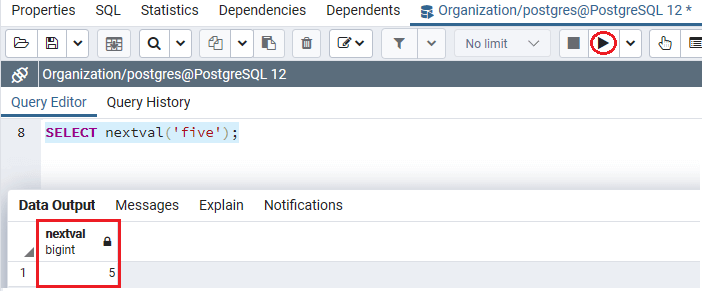 Properties SQL Statistics Dependencies Dependents Organization/postgres@PostgreSQL 12 *
No limit
Organization/postgres@PostgreSQL 12
Query Editor Query History
8 SELECT nextval('five');
Data Output Messages Explain Notifications
nextval
bigint
1 5